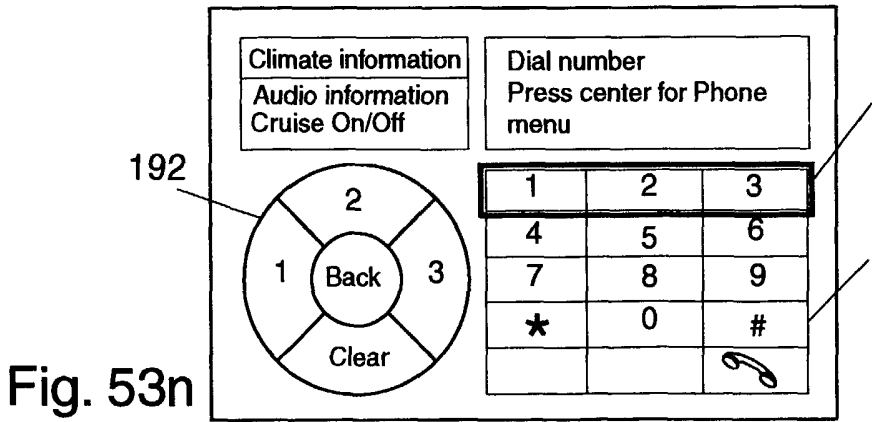 Climate information
Audio information
Cruise On/Off
Dial number
Press center for Phone
menu
192
2
1 Back 3
Clear
1 2 3
4 5 6
7 8 9
* 0 #
Fig. 53n